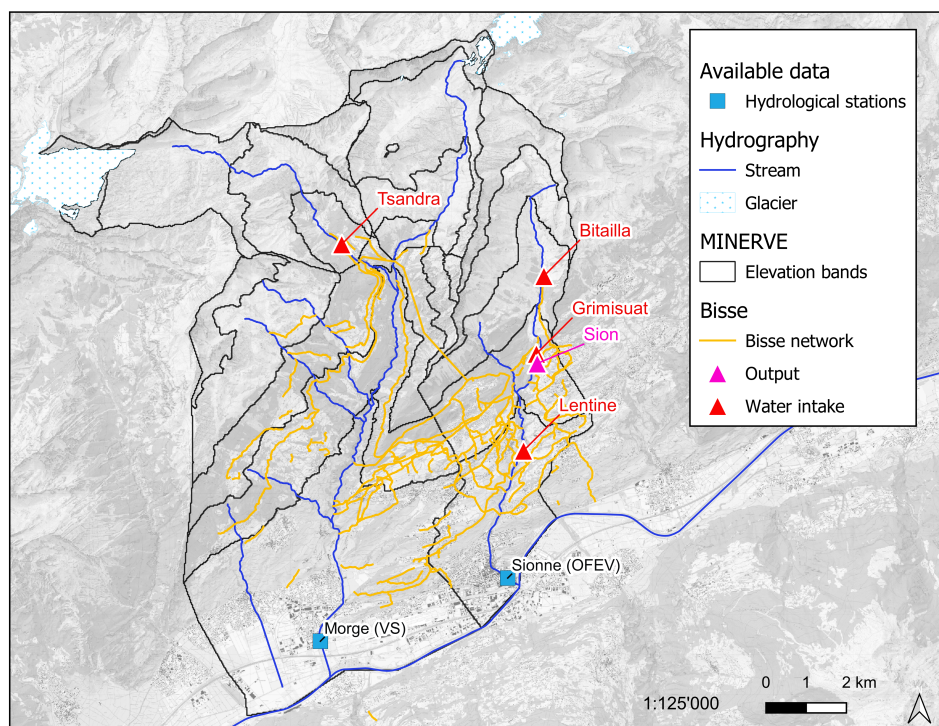 Available data
Hydrological stations
Hydrography
Stream
Glacier
MINERVE
Elevation bands
Bisse
Bisse network
Output
Water intake
Tsandra
Bitailla
Grimisuat
Sion
Lentine
Sionne (OFEV)
Morge (VS)
1:125'000
0 1 2 km